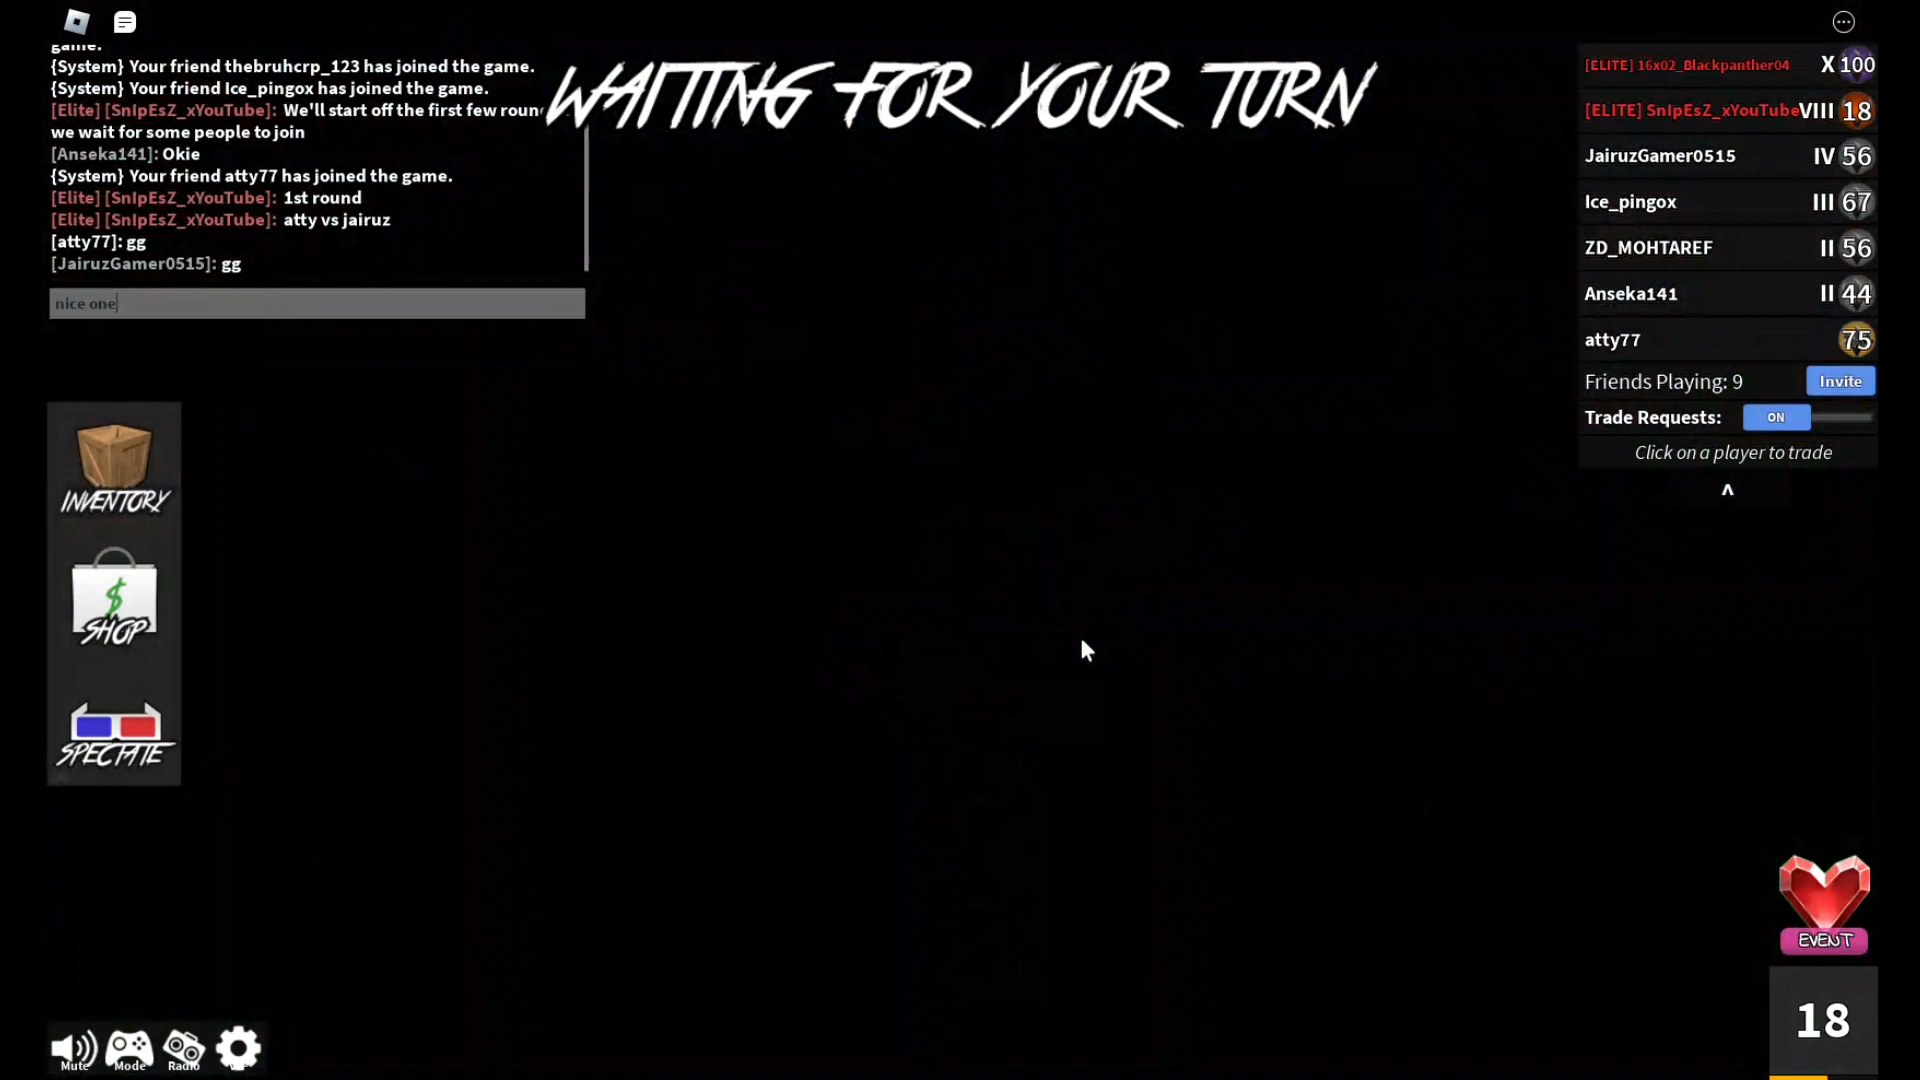 game.
{System} Your friend thebruhcrp_123 has joined the game.
{System} Your friend Ice_pingox has joined the game.
[Elite] [SnIpEsZ_xYouTube]: We'll start off the first few roun
we wait for some people to join
[Anseka141]: Okie
{System} Your friend atty77 has joined the game.
[Elite] [SnIpEsZ_xYouTube]: 1st round
[Elite] [SnIpEsZ_xYouTube]: atty vs jairuz
[atty77]: gg
[JairuzGamer0515]: gg
nice one
WAITING FOR YOUR TURN
[ELITE] 16x02_Blackpanther04 X 100
[ELITE] SnIpEsZ_xYouTube VIII 18
JairuzGamer0515 IV 56
Ice_pingox III 67
ZD_MOHTAREF II 56
Anseka141 II 44
atty77 75
Friends Playing: 9 Invite
Trade Requests: ON
Click on a player to trade
INVENTORY
$
SHOP
SPECTATE
EVENT
18
Mute Mode Radio